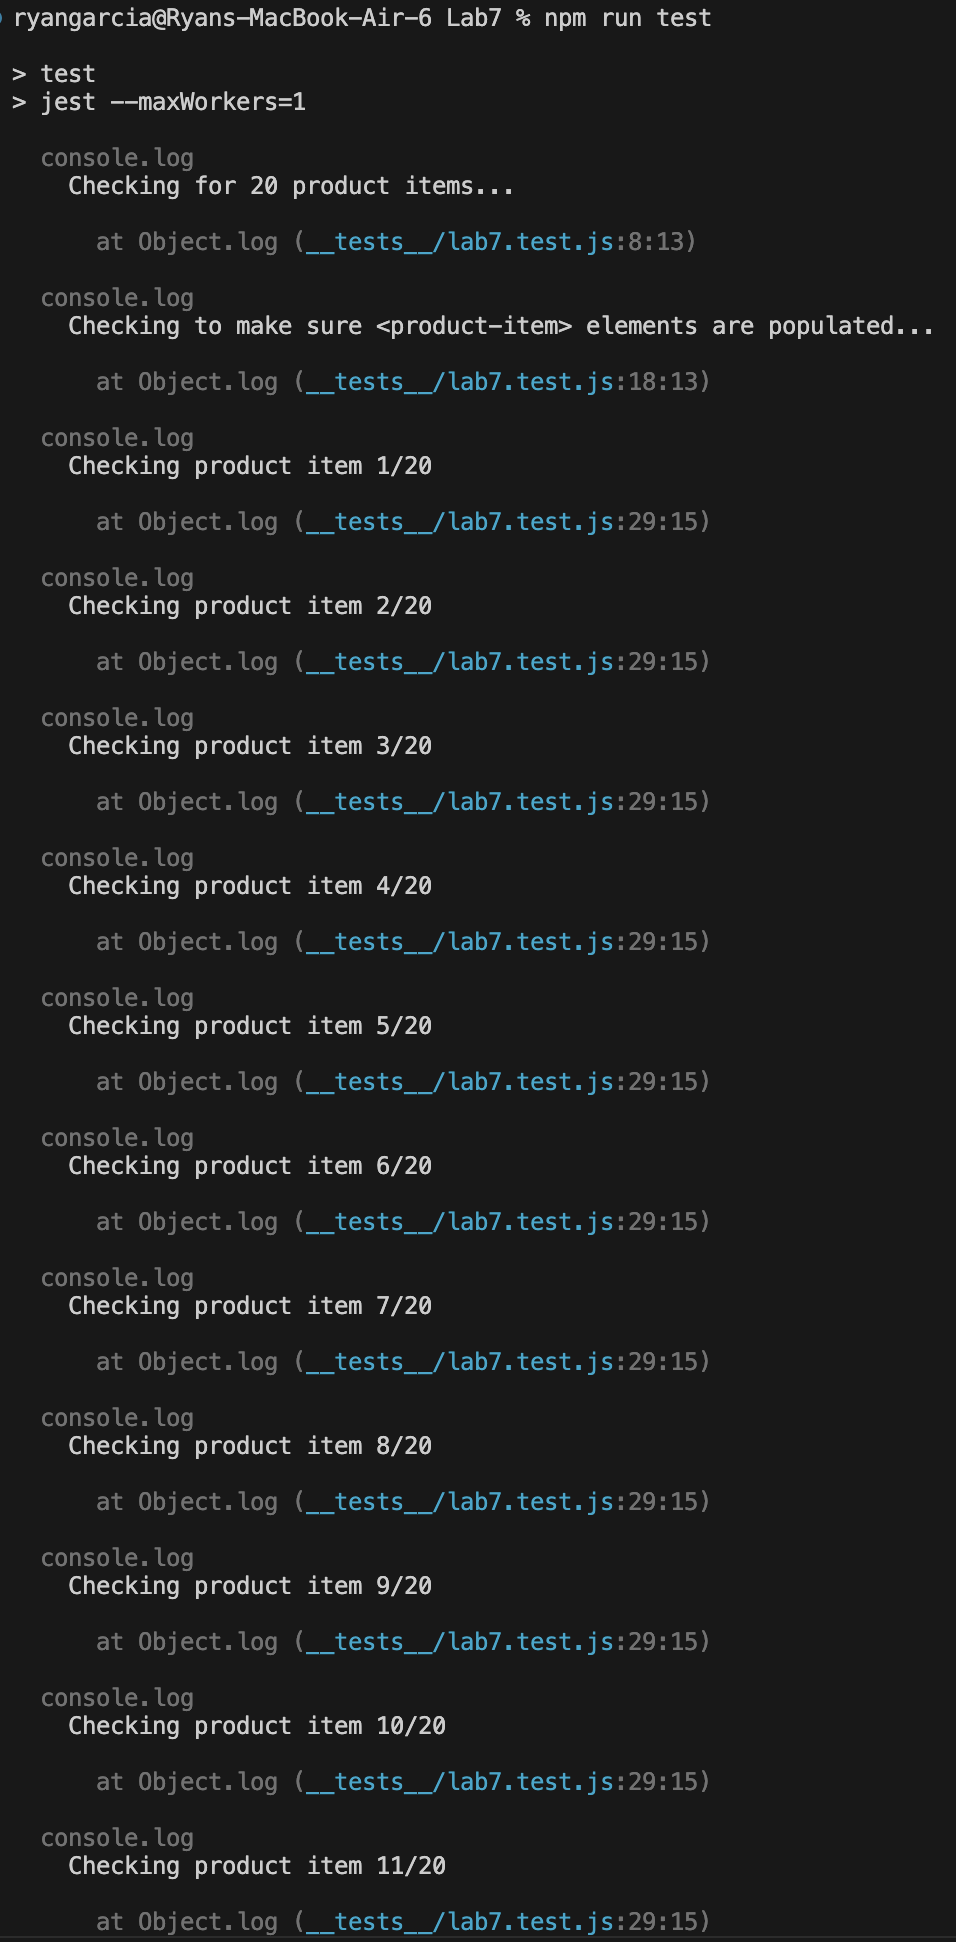 ryangarcia@Ryans-MacBook-Air-6 Lab7 % npm run test
> test
> jest --maxWorkers=1
console.log
Checking for 20 product items...
at Object.log (__tests__/lab7.test.js:8:13)
console.log
Checking to make sure <product-item> elements are populated...
at Object.log (__tests__/lab7.test.js:18:13)
console.log
Checking product item 1/20
at Object.log (__tests__/lab7.test.js:29:15)
console.log
Checking product item 2/20
at Object.log (__tests__/lab7.test.js:29:15)
console.log
Checking product item 3/20
at Object.log (__tests__/lab7.test.js:29:15)
console.log
Checking product item 4/20
at Object.log (__tests__/lab7.test.js:29:15)
console.log
Checking product item 5/20
at Object.log (__tests__/lab7.test.js:29:15)
console.log
Checking product item 6/20
at Object.log (__tests__/lab7.test.js:29:15)
console.log
Checking product item 7/20
at Object.log (__tests__/lab7.test.js:29:15)
console.log
Checking product item 8/20
at Object.log (__tests__/lab7.test.js:29:15)
console.log
Checking product item 9/20
at Object.log (__tests__/lab7.test.js:29:15)
console.log
Checking product item 10/20
at Object.log (__tests__/lab7.test.js:29:15)
console.log
Checking product item 11/20
at Object.log (__tests__/lab7.test.js:29:15)